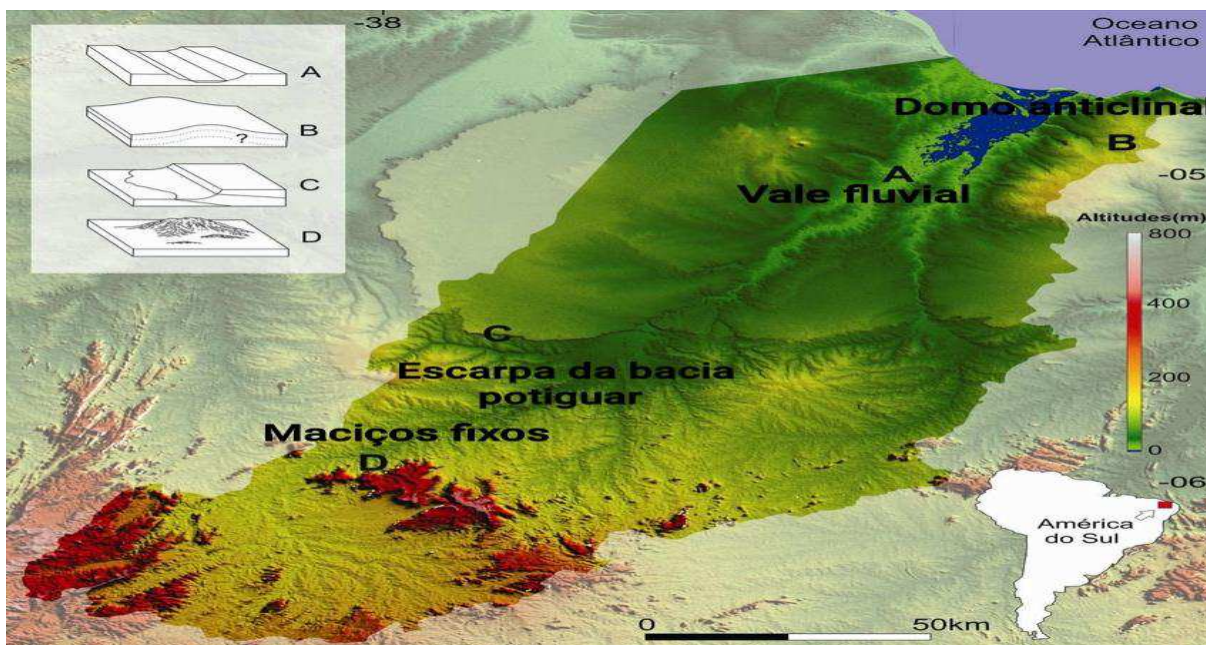 -38
Oceano
Atlântico
A
B
?
C
D
Domo anticlinal
B
A
-05
Vale fluvial
Altitudes(m)
800
400
200
0
C
Escarpa da bacia
potiguar
Maciços fixos
D
-06
América
do Sul
0
50km